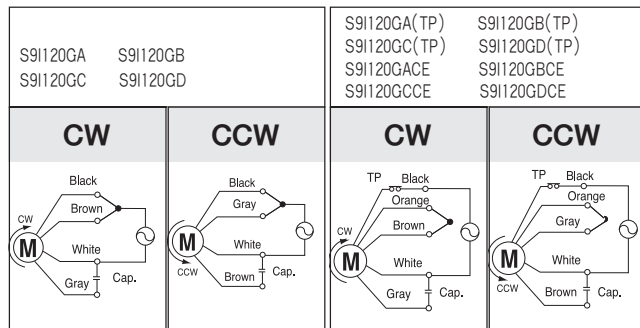 S9I120GA S9I120GB
S9I120GC S9I120GD
S9I120GA(TP) S9I120GB(TP)
S9I120GC(TP) S9I120GD(TP)
S9I120GACE S9I120GBCE
S9I120GCCE S9I120GDCE
CW
CCW
CW
CCW
Black
CW
Brown
M
White
Gray
Cap.
Black
Gray
M
White
CCW
Brown
Cap.
TP
Black
Orange
CW
Brown
M
White
Gray
Cap.
TP
Black
Orange
Gray
M
White
CCW
Brown
Cap.